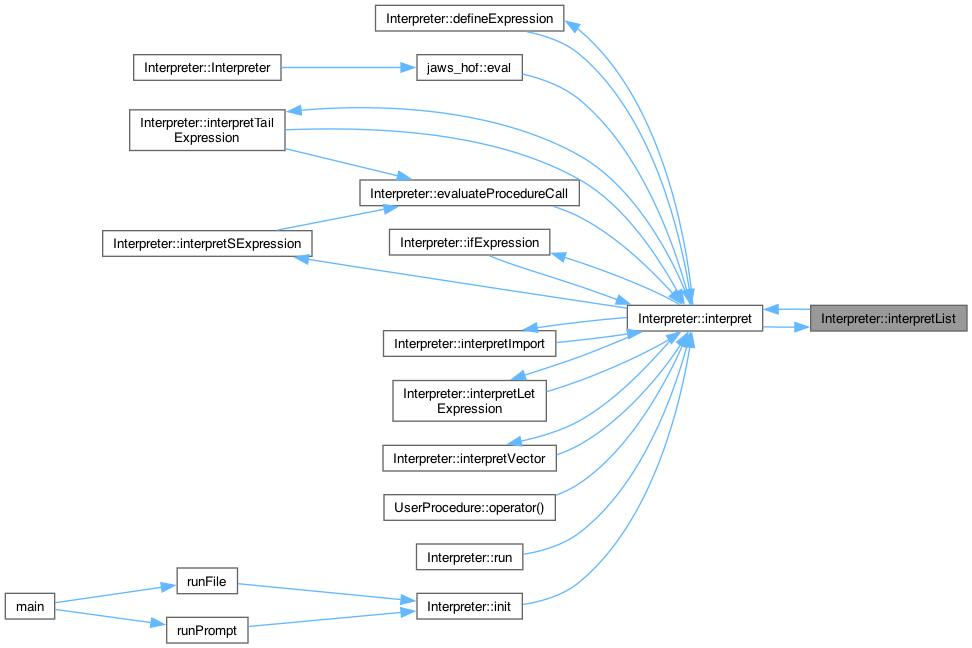 Interpreter::defineExpression
Interpreter::Interpreter
jaws_hof::eval
Interpreter::interpretTail
Expression
Interpreter::evaluateProcedureCall
Interpreter::interpretSExpression
Interpreter::ifExpression
Interpreter::interpret
Interpreter::interpretList
Interpreter::interpretImport
Interpreter::interpretLet
Expression
Interpreter::interpretVector
UserProcedure::operator()
Interpreter::run
runFile
main
Interpreter::init
runPrompt